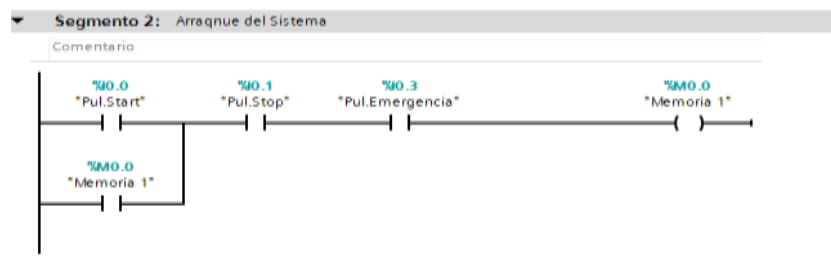 Segmento 2: Arraqnue del Sistema
Comentario
%I0.0 %I0.1 %I0.3 %M0.0
"Pul.Start" "Pul.Stop" "Pul.Emergencia" "Memoria 1"
%M0.0
"Memoria 1"